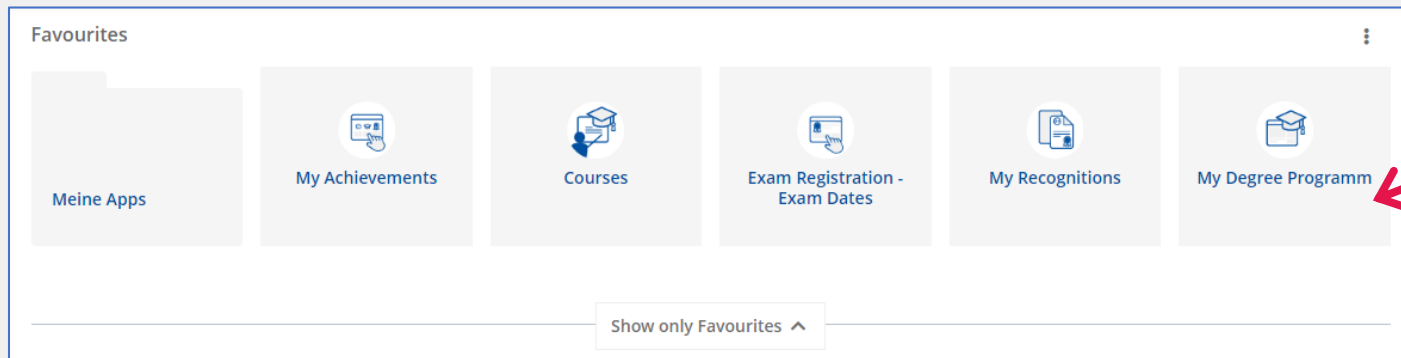 Favourites
Meine Apps
My Achievements
Courses
Exam Registration -
Exam Dates
My Recognitions
My Degree Programm
Show only Favourites